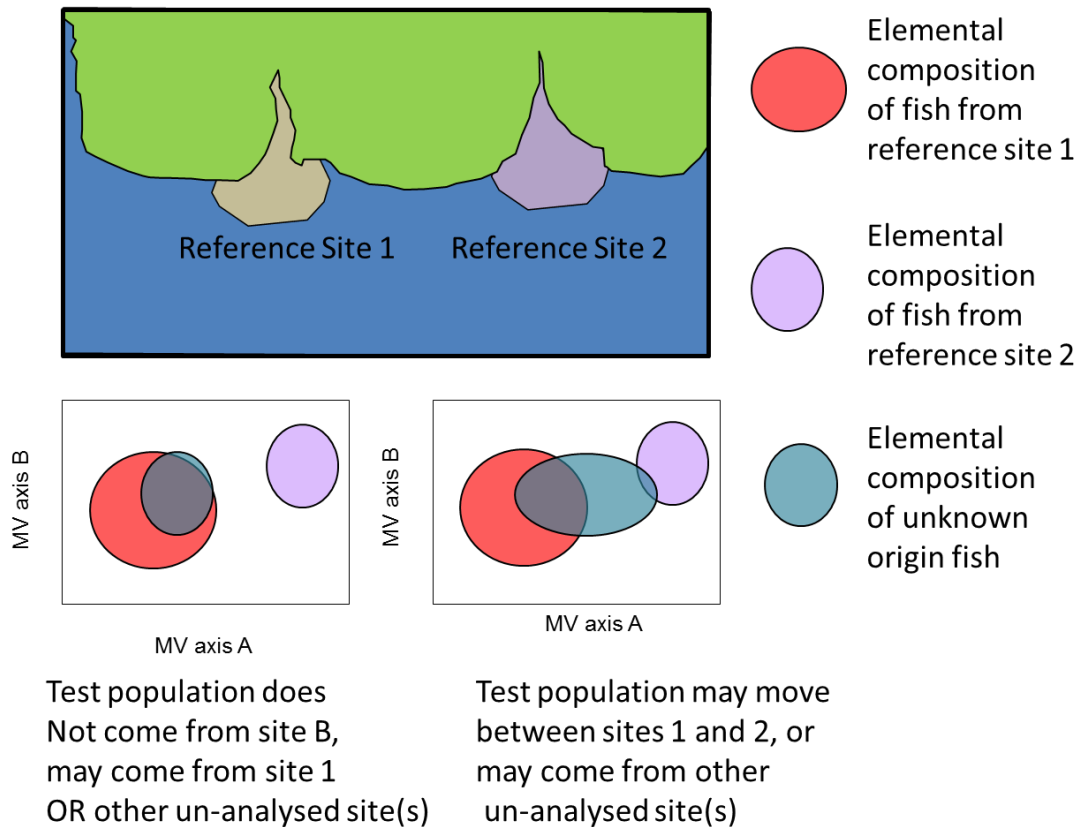 Reference Site 1
Reference Site 2
Elemental
composition
of fish from
reference site 1
Elemental
composition
of fish from
reference site 2
Elemental
composition
of unknown
origin fish
MV axis B
MV axis A
MV axis B
MV axis A
Test population does
Not come from site B,
may come from site 1
OR other un-analysed site(s)
Test population may move
between sites 1 and 2, or
may come from other
un-analysed site(s)